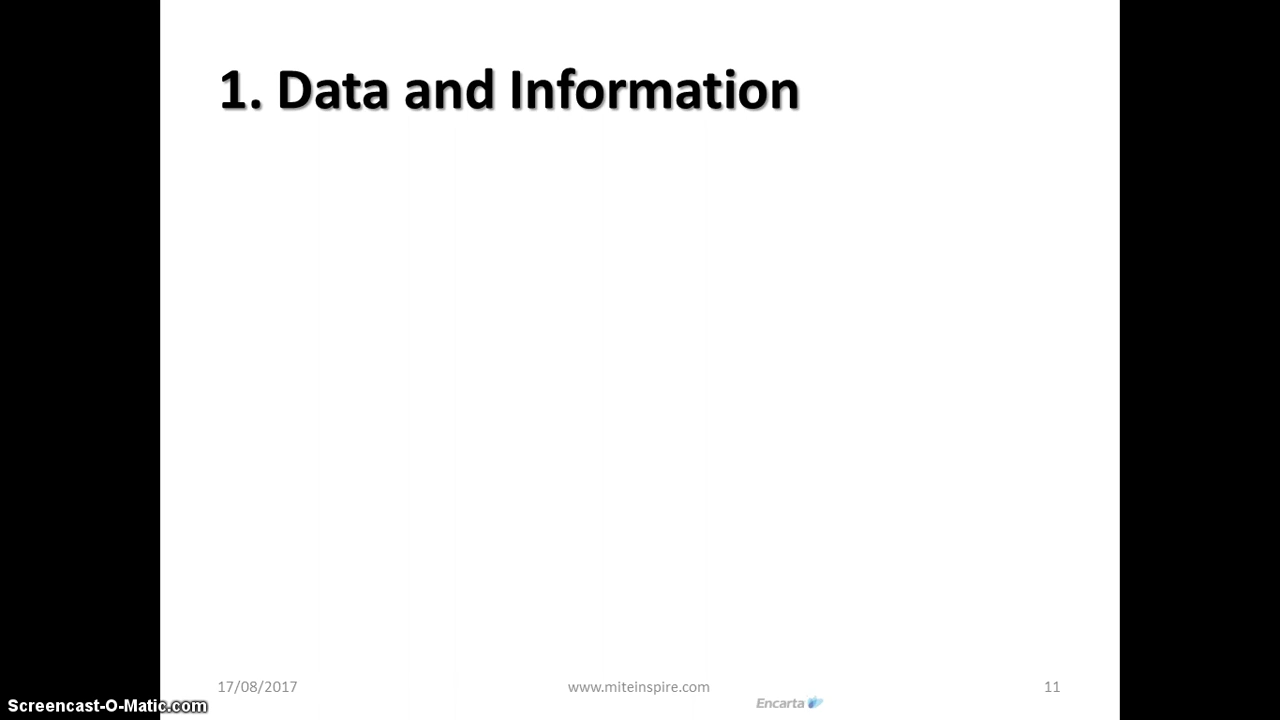 1. Data and Information
17/08/2017
www.miteinspire.com
11
Encarta
Screencast-O-Matic.com